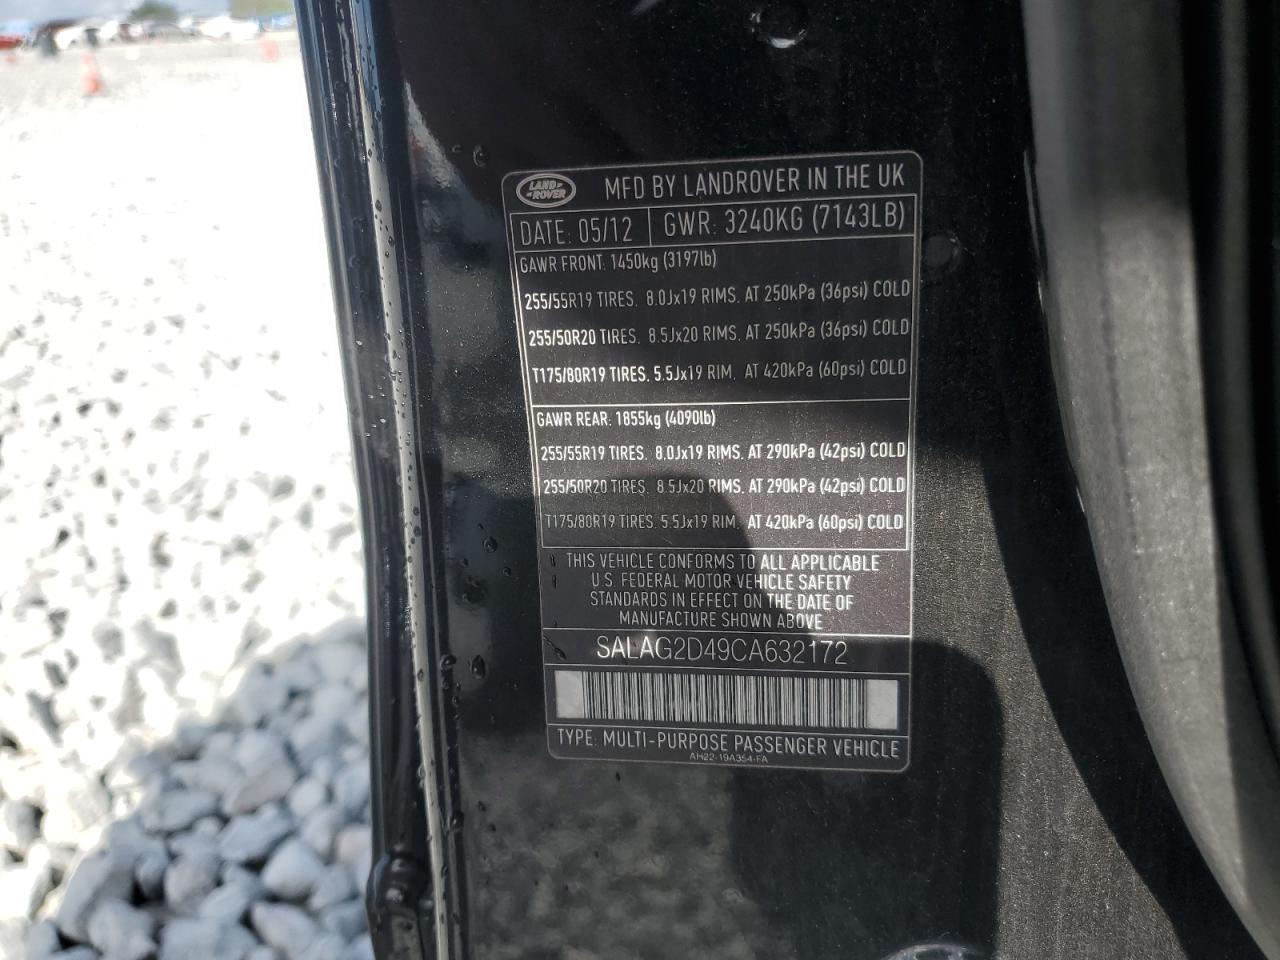 LAND ROVER
MFD BY LANDROVER IN THE UK
DATE: 05/12 GWR: 3240KG (7143LB)
GAWR FRONT: 1450kg (3197lb)
255/55R19 TIRES. 8.0Jx19 RIMS. AT 250kPa (36psi) COLD
255/50R20 TIRES. 8.5Jx20 RIMS. AT 250kPa (36psi) COLD
T175/80R19 TIRES. 5.5Jx19 RIM. AT 420kPa (60psi) COLD
GAWR REAR: 1855kg (4090lb)
255/55R19 TIRES. 8.0Jx19 RIMS. AT 290kPa (42psi) COLD
255/50R20 TIRES. 8.5Jx20 RIMS. AT 290kPa (42psi) COLD
T175/80R19 TIRES. 5.5Jx19 RIM. AT 420kPa (60psi) COLD
THIS VEHICLE CONFORMS TO ALL APPLICABLE
U.S. FEDERAL MOTOR VEHICLE SAFETY
STANDARDS IN EFFECT ON THE DATE OF
MANUFACTURE SHOWN ABOVE
SALAG2D49CA632172
TYPE: MULTI-PURPOSE PASSENGER VEHICLE
AH22-19A354-FA